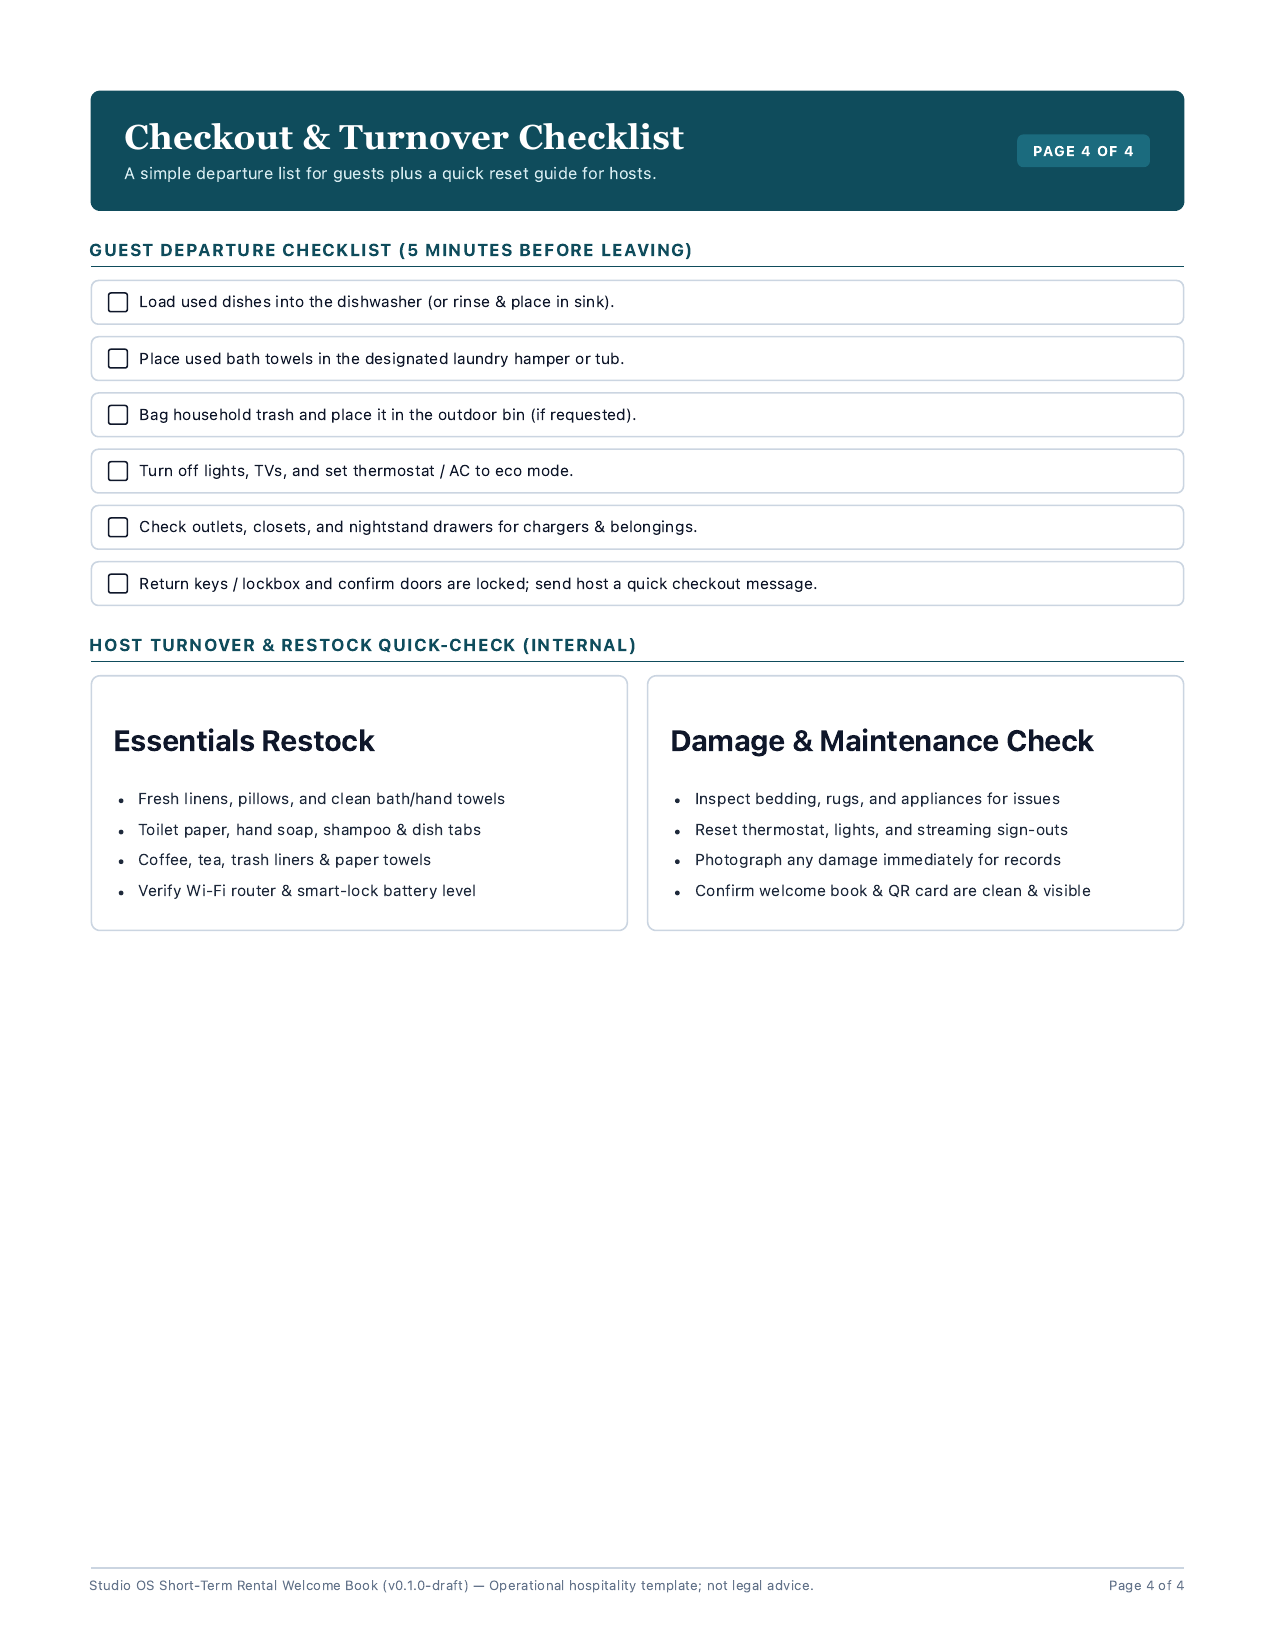 Checkout & Turnover Checklist
A simple departure list for guests plus a quick reset guide for hosts.
PAGE 4 OF 4
GUEST DEPARTURE CHECKLIST (5 MINUTES BEFORE LEAVING)
Load used dishes into the dishwasher (or rinse & place in sink).
Place used bath towels in the designated laundry hamper or tub.
Bag household trash and place it in the outdoor bin (if requested).
Turn off lights, TVs, and set thermostat / AC to eco mode.
Check outlets, closets, and nightstand drawers for chargers & belongings.
Return keys / lockbox and confirm doors are locked; send host a quick checkout message.
HOST TURNOVER & RESTOCK QUICK-CHECK (INTERNAL)
Essentials Restock
• Fresh linens, pillows, and clean bath/hand towels
• Toilet paper, hand soap, shampoo & dish tabs
• Coffee, tea, trash liners & paper towels
• Verify Wi-Fi router & smart-lock battery level
Damage & Maintenance Check
• Inspect bedding, rugs, and appliances for issues
• Reset thermostat, lights, and streaming sign-outs
• Photograph any damage immediately for records
• Confirm welcome book & QR card are clean & visible
Studio OS Short-Term Rental Welcome Book (v0.1.0-draft) — Operational hospitality template; not legal advice.
Page 4 of 4